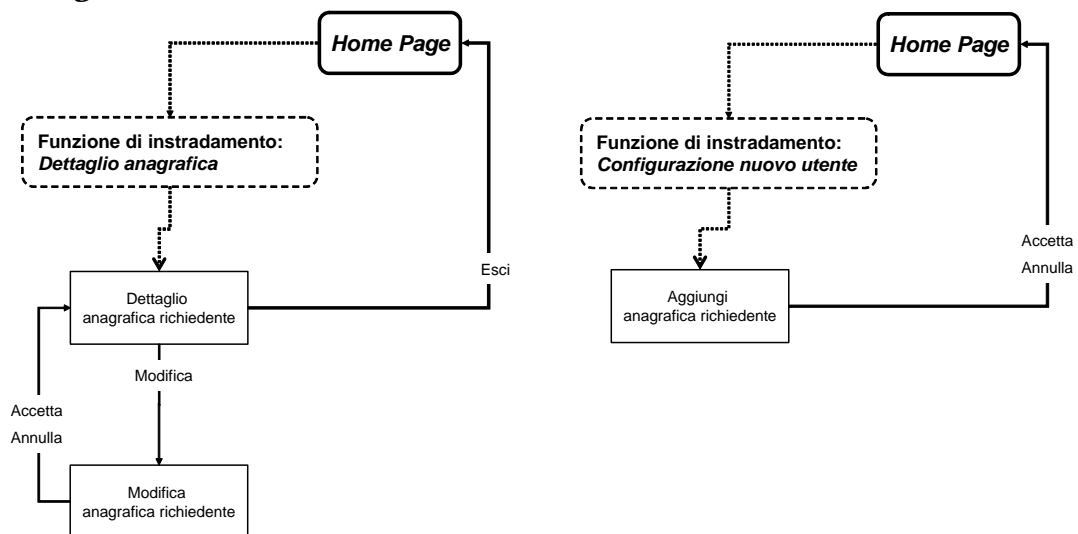 Home Page
Funzione di instradamento:
Dettaglio anagrafica
Esci
Dettaglio
anagrafica richiedente
Modifica
Accetta
Annulla
Modifica
anagrafica richiedente
Home Page
Funzione di instradamento:
Configurazione nuovo utente
Accetta
Annulla
Aggiungi
anagrafica richiedente